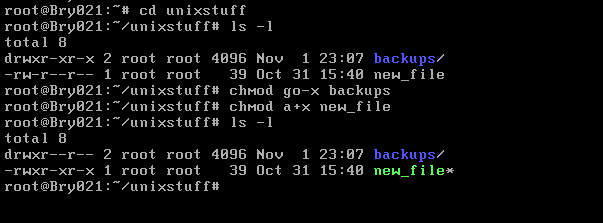 root@Bry021:~# cd unixstuff
root@Bry021:~/unixstuff# ls -l
total 8
drwxr-xr-x 2 root root 4096 Nov  1 23:07 backups/
-rw-r--r-- 1 root root   39 Oct 31 15:40 new_file
root@Bry021:~/unixstuff# chmod go-x backups
root@Bry021:~/unixstuff# chmod a+x new_file
root@Bry021:~/unixstuff# ls -l
total 8
drwxr--r-- 2 root root 4096 Nov  1 23:07 backups/
-rwxr-xr-x 1 root root   39 Oct 31 15:40 new_file*
root@Bry021:~/unixstuff#